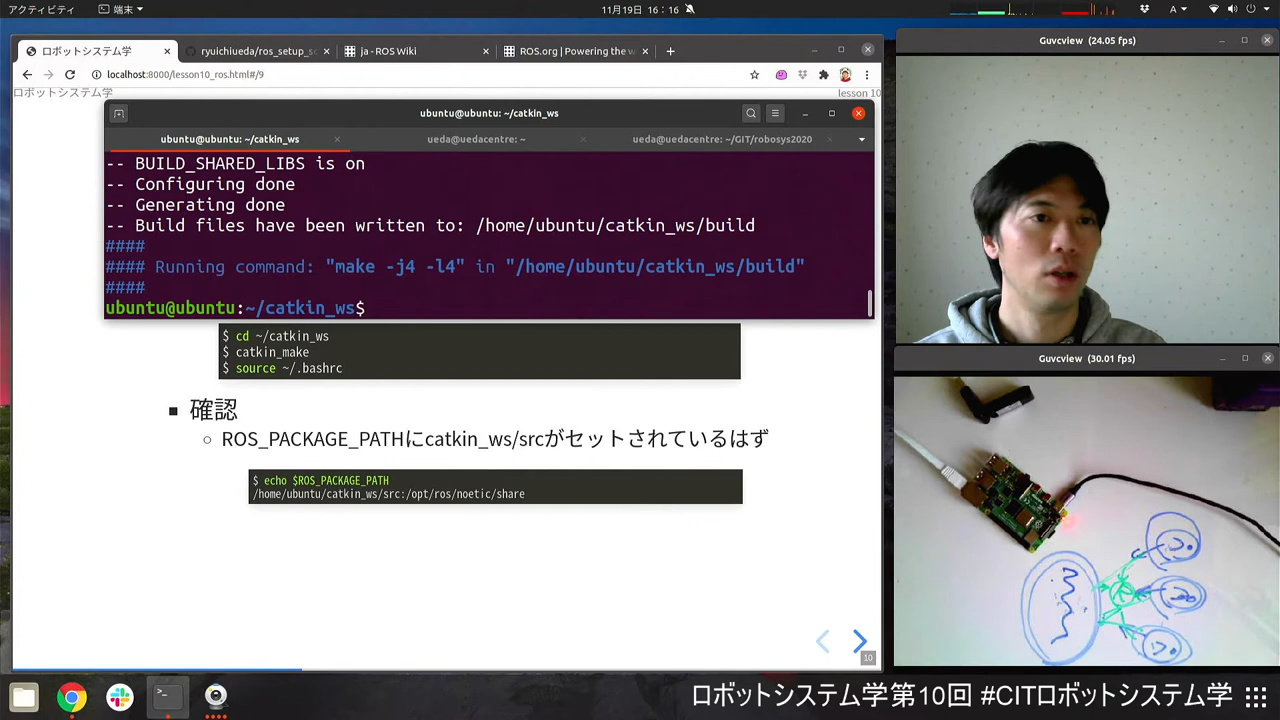 アクティビティ
端末
11月19日 16:16
A
ロボットシステム学
ryuichiueda/ros_setup_sc
ja - ROS Wiki
ROS.org | Powering the w
localhost:8000/lesson10_ros.html#/9
ロボットシステム学
lesson 10
ubuntu@ubuntu: ~/catkin_ws
ubuntu@ubuntu: ~/catkin_ws
ueda@uedacentre: ~
ueda@uedacentre: ~/GIT/robosys2020
-- BUILD_SHARED_LIBS is on
-- Configuring done
-- Generating done
-- Build files have been written to: /home/ubuntu/catkin_ws/build
####
#### Running command: "make -j4 -l4" in "/home/ubuntu/catkin_ws/build"
####
ubuntu@ubuntu:~/catkin_ws$
$ cd ~/catkin_ws
$ catkin_make
$ source ~/.bashrc
確認
ROS_PACKAGE_PATHにcatkin_ws/srcがセットされているはず
$ echo $ROS_PACKAGE_PATH
/home/ubuntu/catkin_ws/src:/opt/ros/noetic/share
10
Guvcview (24.05 fps)
Guvcview (30.01 fps)
ロボットシステム学第10回 #CITロボットシステム学